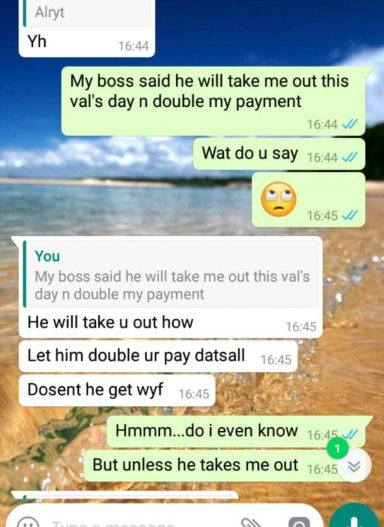 Alryt
Yh
16:44
My boss said he will take me out this
val's day n double my payment
16:44
Wat do u say 16:44
16:45
You
My boss said he will take me out this val's
day n double my payment
He will take u out how
16:45
Let him double ur pay datsall 16:45
Dosent he get wyf 16:45
Hmmm...do i even know 16:45
1
But unless he takes me out 16:45
Type a message